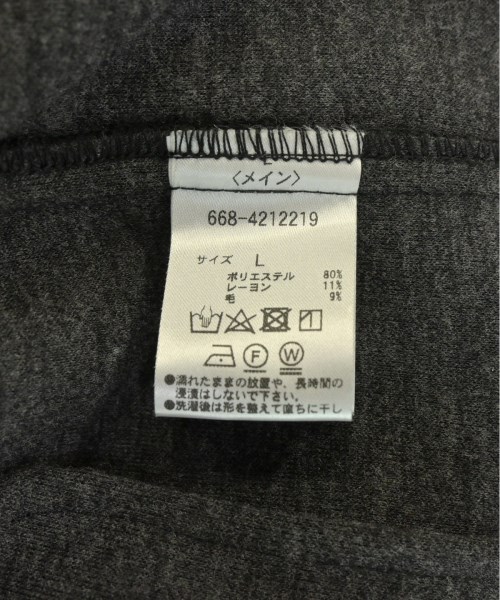 L
〈メイン〉
668-4212219
サイズ L
ポリエステル 80%
レーヨン 11%
毛 9%
F W
●濡れたままの放置や、長時間の
浸漬はしないで下さい。
●洗濯後は形を整えて直ちに干し